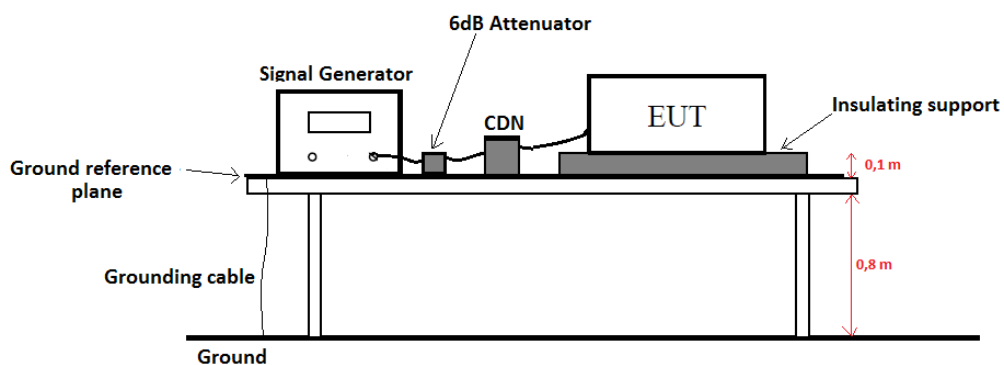 6dB Attenuator
Signal Generator
CDN
EUT
Insulating support
Ground reference
plane
0,1 m
Grounding cable
0,8 m
Ground